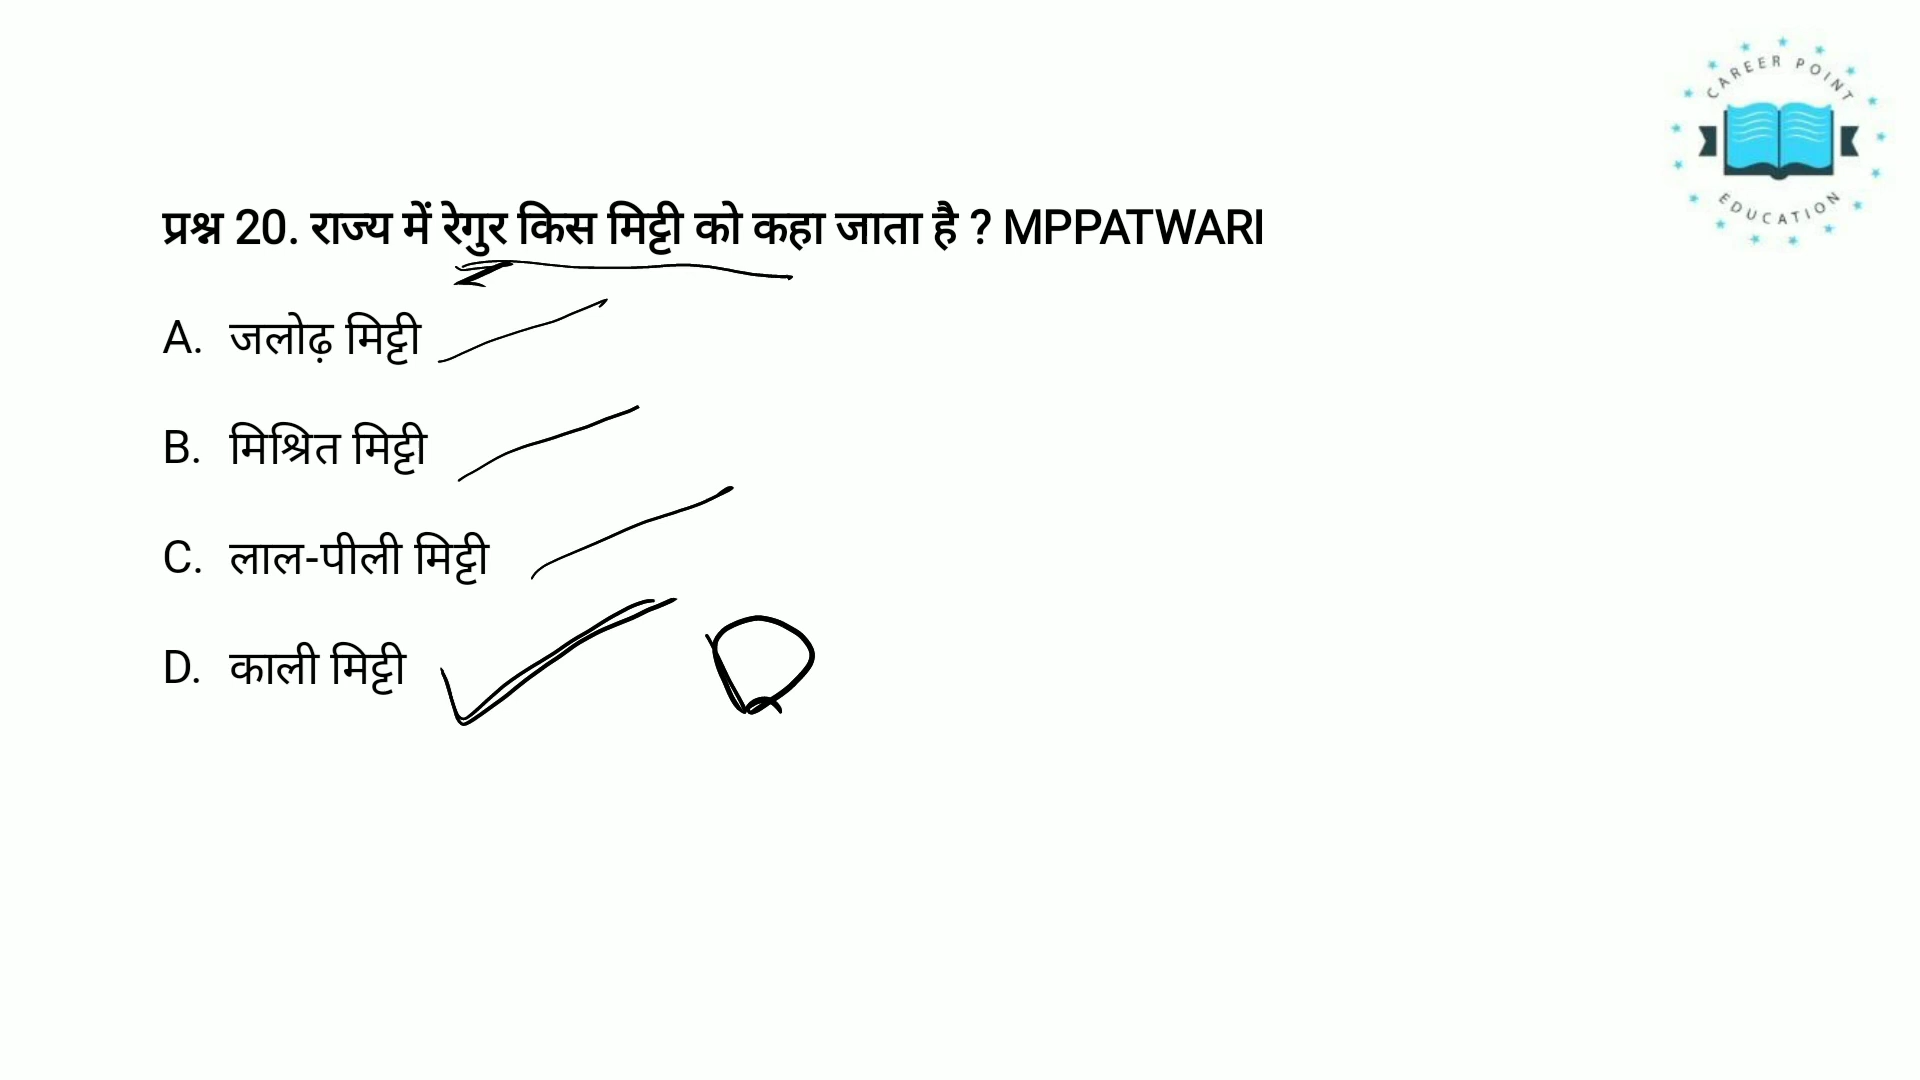 CAREER POINT
EDUCATION
प्रश्न 20. राज्य में रेगुर किस मिट्टी को कहा जाता है ? MPPATWARI
A. जलोढ़ मिट्टी
B. मिश्रित मिट्टी
C. लाल-पीली मिट्टी
D. काली मिट्टी
D